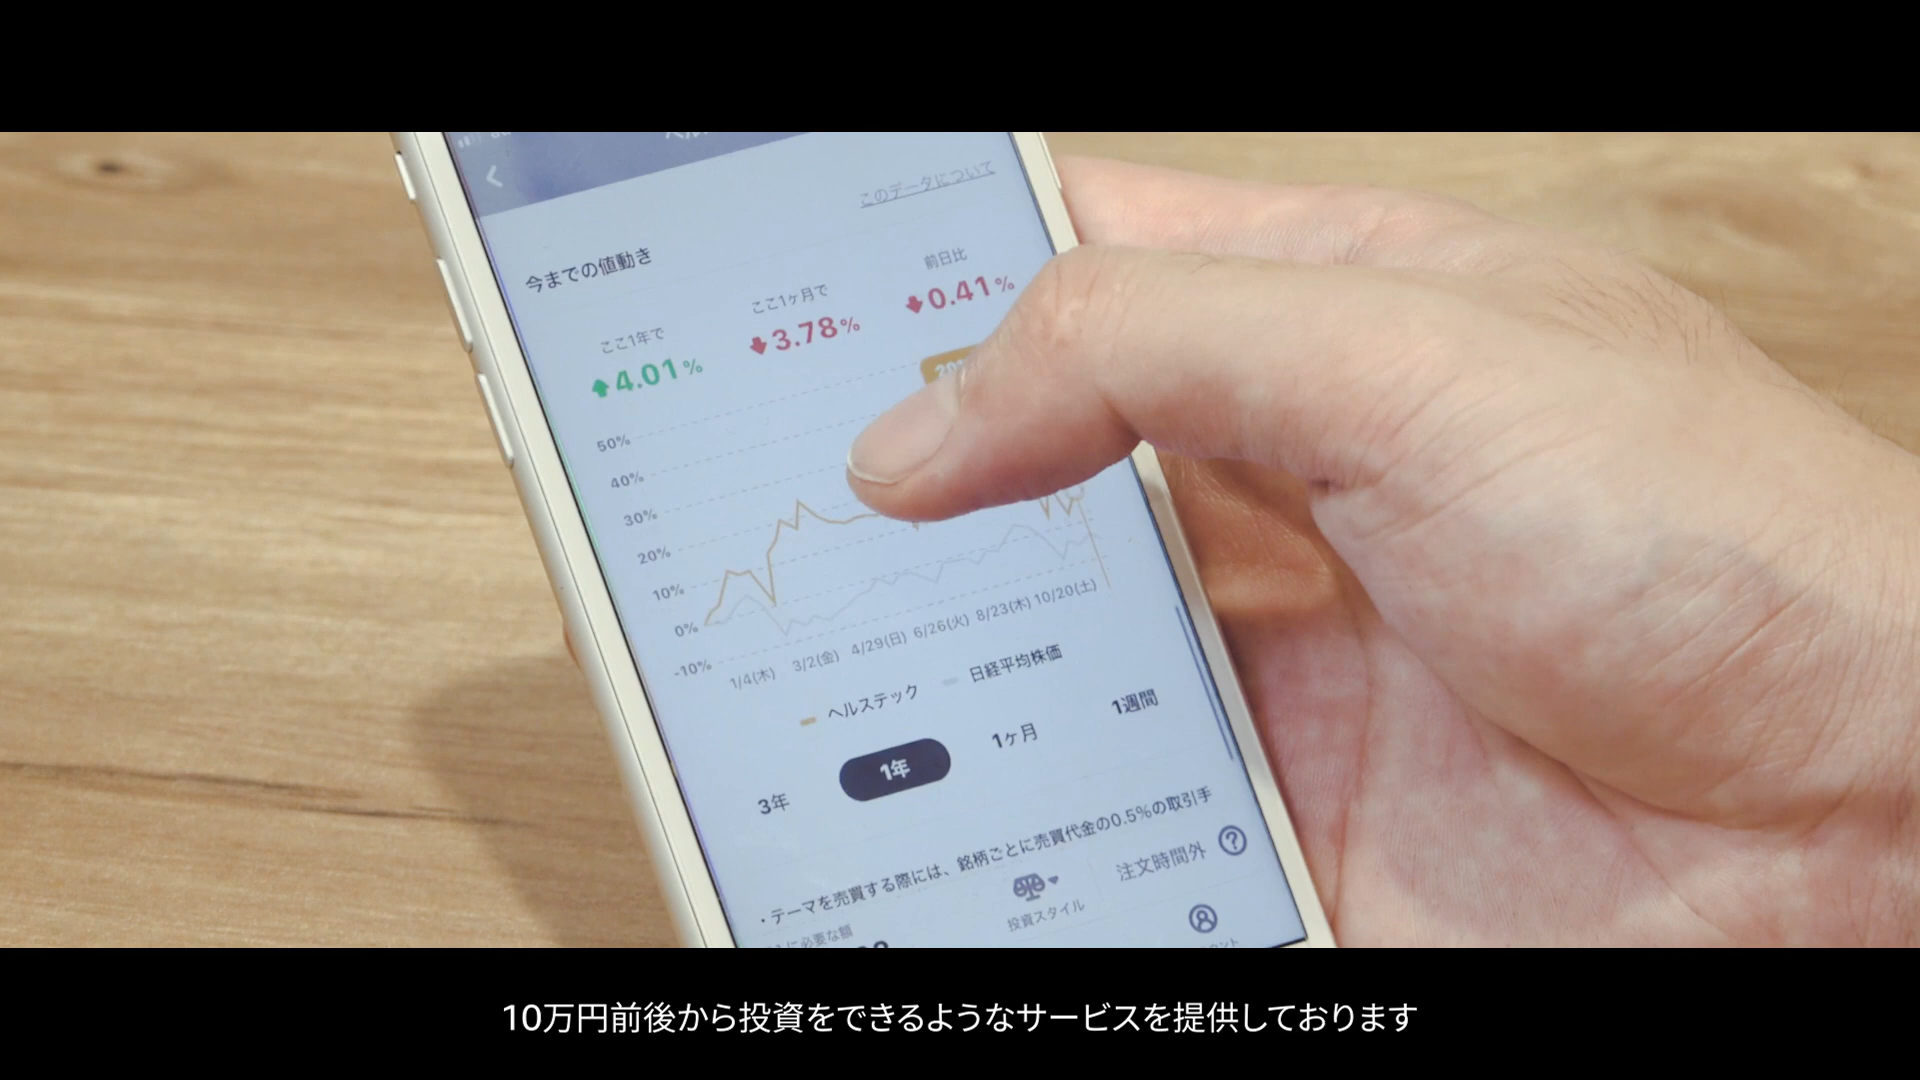 このデータについて
今までの値動き
ここ1年で
4.01%
ここ1ヶ月で
3.78%
前日比
0.41%
50%
40%
30%
20%
10%
0%
-10%
1/4(木) 3/2(金) 4/29(日) 6/26(火) 8/23(木) 10/20(土)
ヘルステック 日経平均株価
3年 1年 1ヶ月 1週間
・テーマを売買する際には、銘柄ごとに売買代金の0.5%の取引手
に必要な額
投資スタイル
注文時間外
10万円前後から投資をできるようなサービスを提供しております